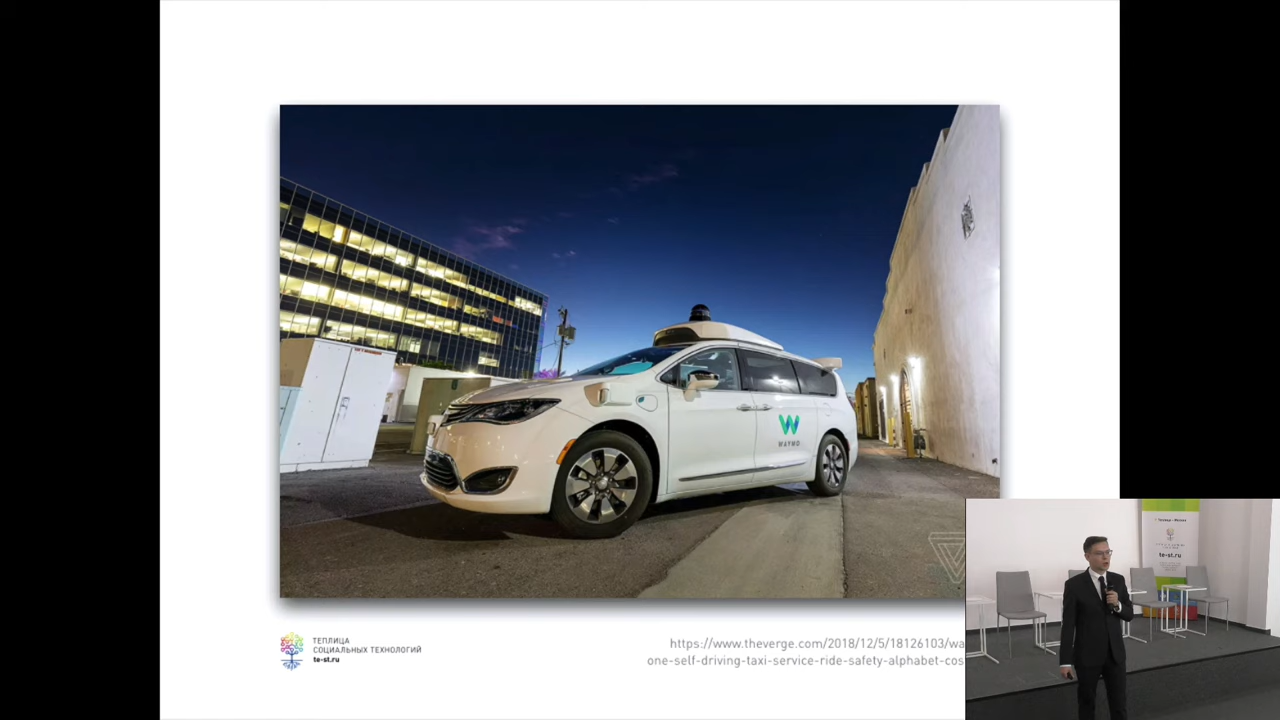 WAYMO
ТЕПЛИЦА
СОЦИАЛЬНЫХ ТЕХНОЛОГИЙ
te-st.ru
https://www.theverge.com/2018/12/5/18126103/wa
one-self-driving-taxi-service-ride-safety-alphabet-cos
te-st.ru